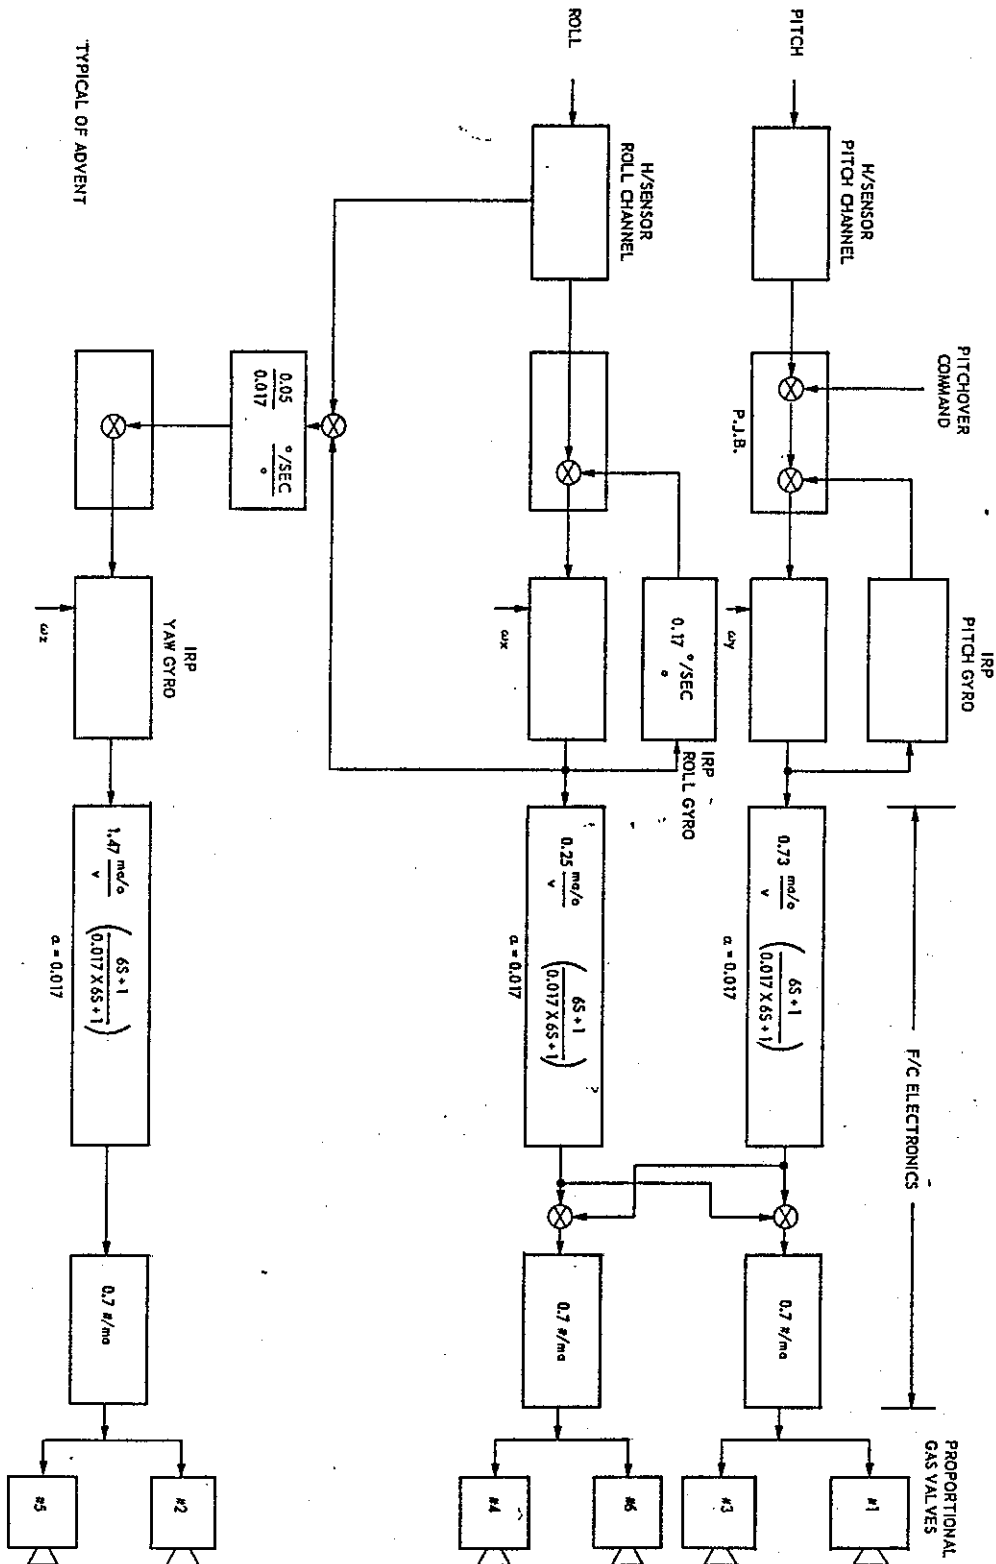 PITCH
H/SENSOR
PITCH CHANNEL
PITCHOVER
COMMAND
P.J.B.
IRP
PITCH GYRO
ωy
F/C ELECTRONICS
0.73 ma/o
v
( 6S + 1
0.017 X 6S + 1 )
α = 0.017
0.7 #/ma
PROPORTIONAL
GAS VALVES
#1
#3
ROLL
H/SENSOR
ROLL CHANNEL
0.17 °/SEC
°
IRP
ROLL GYRO
ωx
0.25 ma/o
v
( 6S + 1
0.017 X 6S + 1 )
α = 0.017
0.7 #/ma
#6
#4
0.05 °/SEC
0.017 °
IRP
YAW GYRO
ωz
1.47 ma/o
v
( 6S + 1
0.017 X 6S + 1 )
α = 0.017
0.7 #/ma
#2
#5
TYPICAL OF ADVENT